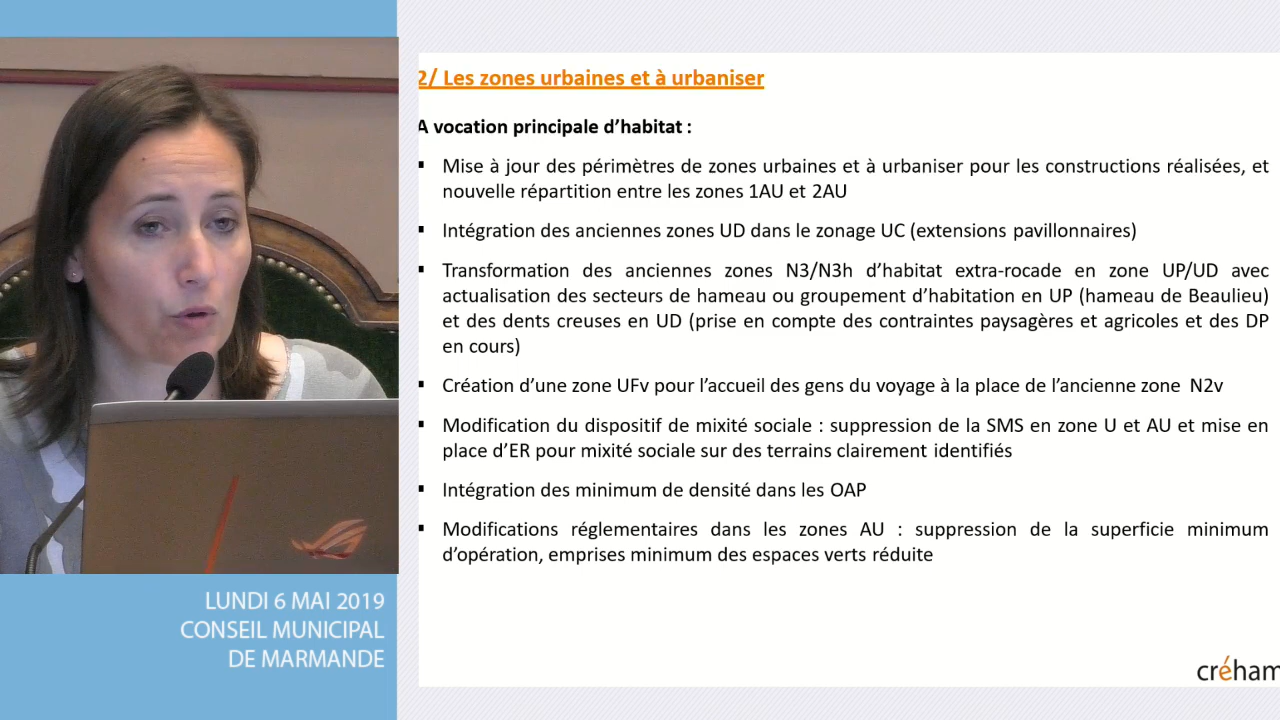 2/ Les zones urbaines et à urbaniser
A vocation principale d’habitat :
▪ Mise à jour des périmètres de zones urbaines et à urbaniser pour les constructions réalisées, et
nouvelle répartition entre les zones 1AU et 2AU
▪ Intégration des anciennes zones UD dans le zonage UC (extensions pavillonnaires)
▪ Transformation des anciennes zones N3/N3h d’habitat extra-rocade en zone UP/UD avec
actualisation des secteurs de hameau ou groupement d’habitation en UP (hameau de Beaulieu)
et des dents creuses en UD (prise en compte des contraintes paysagères et agricoles et des DP
en cours)
▪ Création d’une zone UFv pour l’accueil des gens du voyage à la place de l’ancienne zone N2v
▪ Modification du dispositif de mixité sociale : suppression de la SMS en zone U et AU et mise en
place d’ER pour mixité sociale sur des terrains clairement identifiés
▪ Intégration des minimum de densité dans les OAP
▪ Modifications réglementaires dans les zones AU : suppression de la superficie minimum
d’opération, emprises minimum des espaces verts réduite
LUNDI 6 MAI 2019
CONSEIL MUNICIPAL
DE MARMANDE
créham